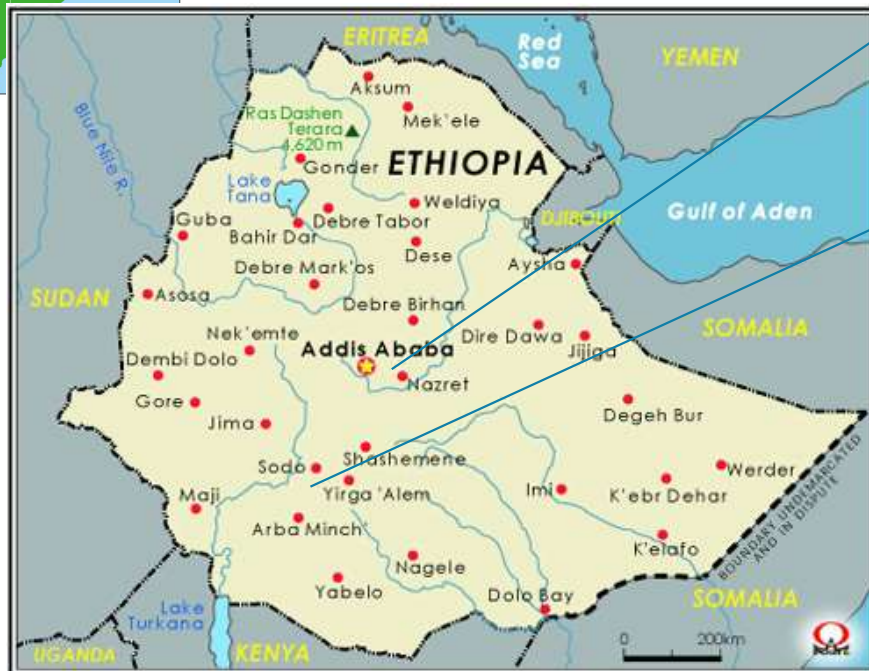 ERITREA
Red
Sea
YEMEN
Aksum
Mek'ele
Ras Dashen
Terara
4,620 m
Blue Nile R.
Gonder
ETHIOPIA
Lake
Tana
Weldiya
Guba
Debre Tabor
DJIBOUTI
Gulf of Aden
Bahir Dar
Dese
Debre Mark'os
Aysha
SUDAN
Asosa
Debre Birhan
Nek'emte
Dire Dawa
SOMALIA
Addis Ababa
Jijiga
Dembi Dolo
Nazret
Gore
Degeh Bur
Jima
Shashemene
Sodo
Werder
Yirga 'Alem
Imi
K'ebr Dehar
Maji
Arba Minch'
K'elafo
BOUNDARY UNDEMARCATED
AND IN DISPUTE
Nagele
Yabelo
Dolo Bay
Lake
Turkana
SOMALIA
UGANDA
KENYA
0 200km